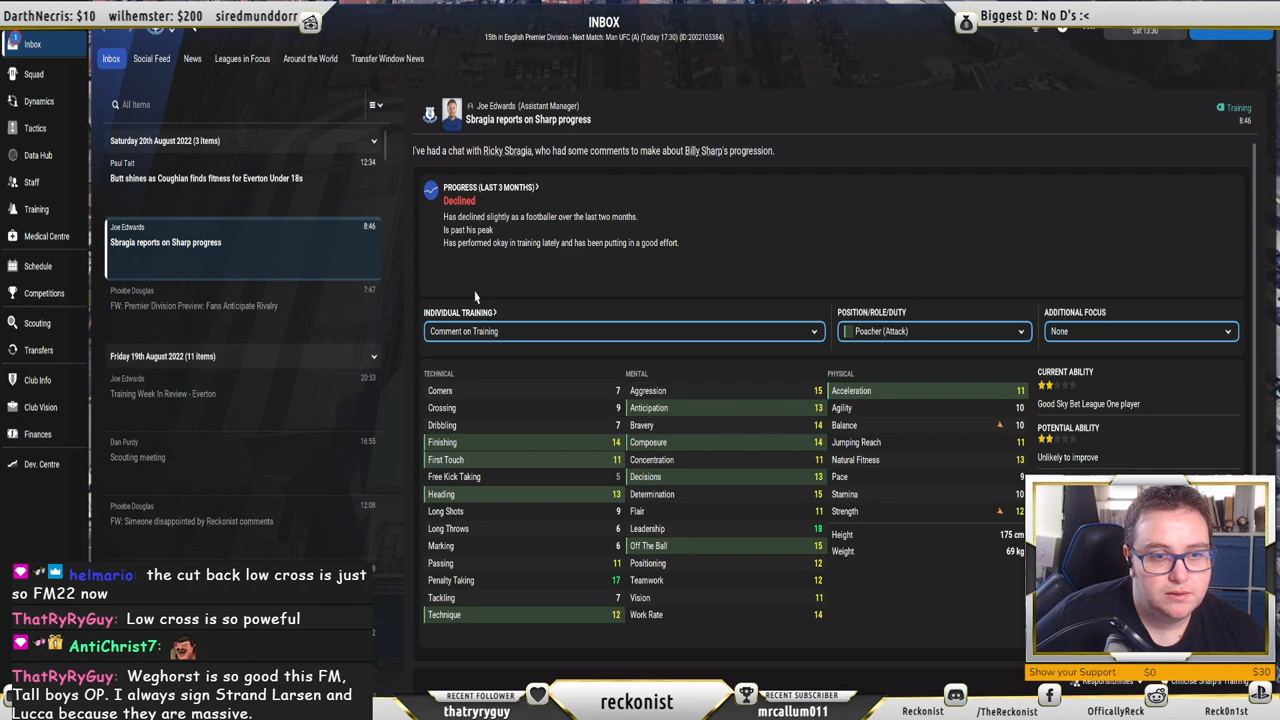 DarthNecris: $10 wilhemster: $200 siredmunddorr
INBOX
Biggest D: No D's :<
15th in English Premier Division - Next Match: Man UFC (A) (Today 17:30) (ID:2002105384)
Sat 13:30
Inbox
Squad
Dynamics
Tactics
Data Hub
Staff
Training
Medical Centre
Schedule
Competitions
Scouting
Transfers
Club Info
Club Vision
Finances
Dev. Centre
Inbox Social Feed News Leagues in Focus Around the World Transfer Window News
All Items
Saturday 20th August 2022 (3 items)
Paul Tait 12:34
Butt shines as Coughlan finds fitness for Everton Under 18s
Joe Edwards 8:46
Sbragia reports on Sharp progress
Phoebe Douglas 7:47
FW: Premier Division Preview: Fans Anticipate Rivalry
Friday 19th August 2022 (11 items)
Joe Edwards 20:53
Training Week In Review - Everton
Dan Purdy 16:55
Scouting meeting
Phoebe Douglas 12:08
FW: Simeone disappointed by Reckonist comments
Joe Edwards (Assistant Manager)
Sbragia reports on Sharp progress
Training
8:46
I've had a chat with Ricky Sbragia, who had some comments to make about Billy Sharp's progression.
PROGRESS (LAST 3 MONTHS)
Declined
Has declined slightly as a footballer over the last two months.
Is past his peak
Has performed okay in training lately and has been putting in a good effort.
INDIVIDUAL TRAINING POSITION/ROLE/DUTY ADDITIONAL FOCUS
Comment on Training Poacher (Attack) None
TECHNICAL
Corners 7
Crossing 9
Dribbling 7
Finishing 14
First Touch 11
Free Kick Taking 5
Heading 13
Long Shots 9
Long Throws 6
Marking 6
Passing 11
Penalty Taking 17
Tackling 7
Technique 12
MENTAL
Aggression 15
Anticipation 13
Bravery 14
Composure 14
Concentration 11
Decisions 13
Determination 15
Flair 11
Leadership 18
Off The Ball 15
Positioning 12
Teamwork 12
Vision 11
Work Rate 14
PHYSICAL
Acceleration 11
Agility 10
Balance 10
Jumping Reach 11
Natural Fitness 13
Pace 9
Stamina 10
Strength 12
Height 175 cm
Weight 69 kg
CURRENT ABILITY
Good Sky Bet League One player
POTENTIAL ABILITY
Unlikely to improve
helmario: the cut back low cross is just
so FM22 now
ThatRyRyGuy: Low cross is so poweful
AntiChrist7:
ThatRyRyGuy: Weghorst is so good this FM,
Tall boys OP. I always sign Strand Larsen and
Lucca because they are massive.
RECENT FOLLOWER
thatryryguy
reckonist
RECENT SUBSCRIBER
mrcallum011
Show your Support $0 $30
Reckonist /TheReckonist OfficallyReckt Reck0n1st